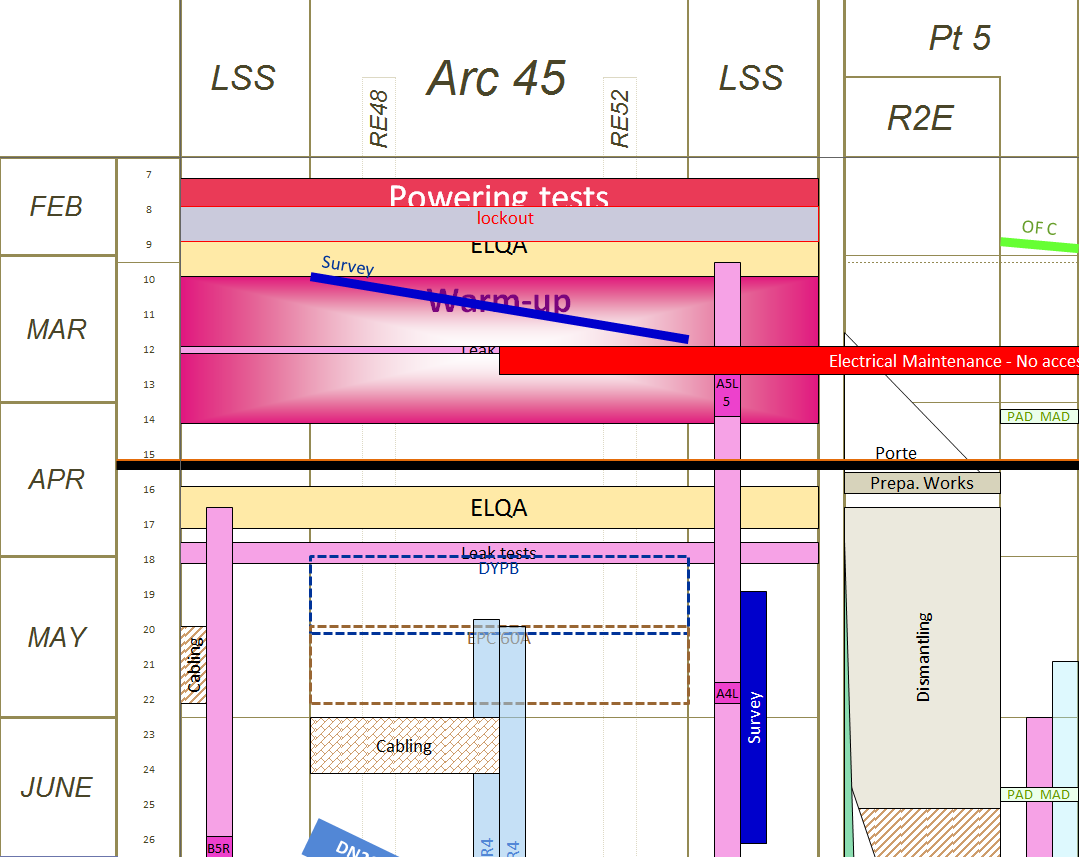 Pt 5
LSS
Arc 45
LSS
RE48
RE52
R2E
7
FEB
Powering tests
8
lockout
OFC
9
ELQA
Survey
10
Warm-up
11
MAR
12
Leak
Electrical Maintenance - No acces
13
A5L
5
14
PAD MAD
15
Porte
APR
16
Prepa. Works
ELQA
17
Leak tests
18
DYPB
19
20
MAY
EPC 60A
Cabling
21
Dismantling
22
A4L
Survey
23
Cabling
24
JUNE
25
PAD MAD
26
B5R
R4
R4